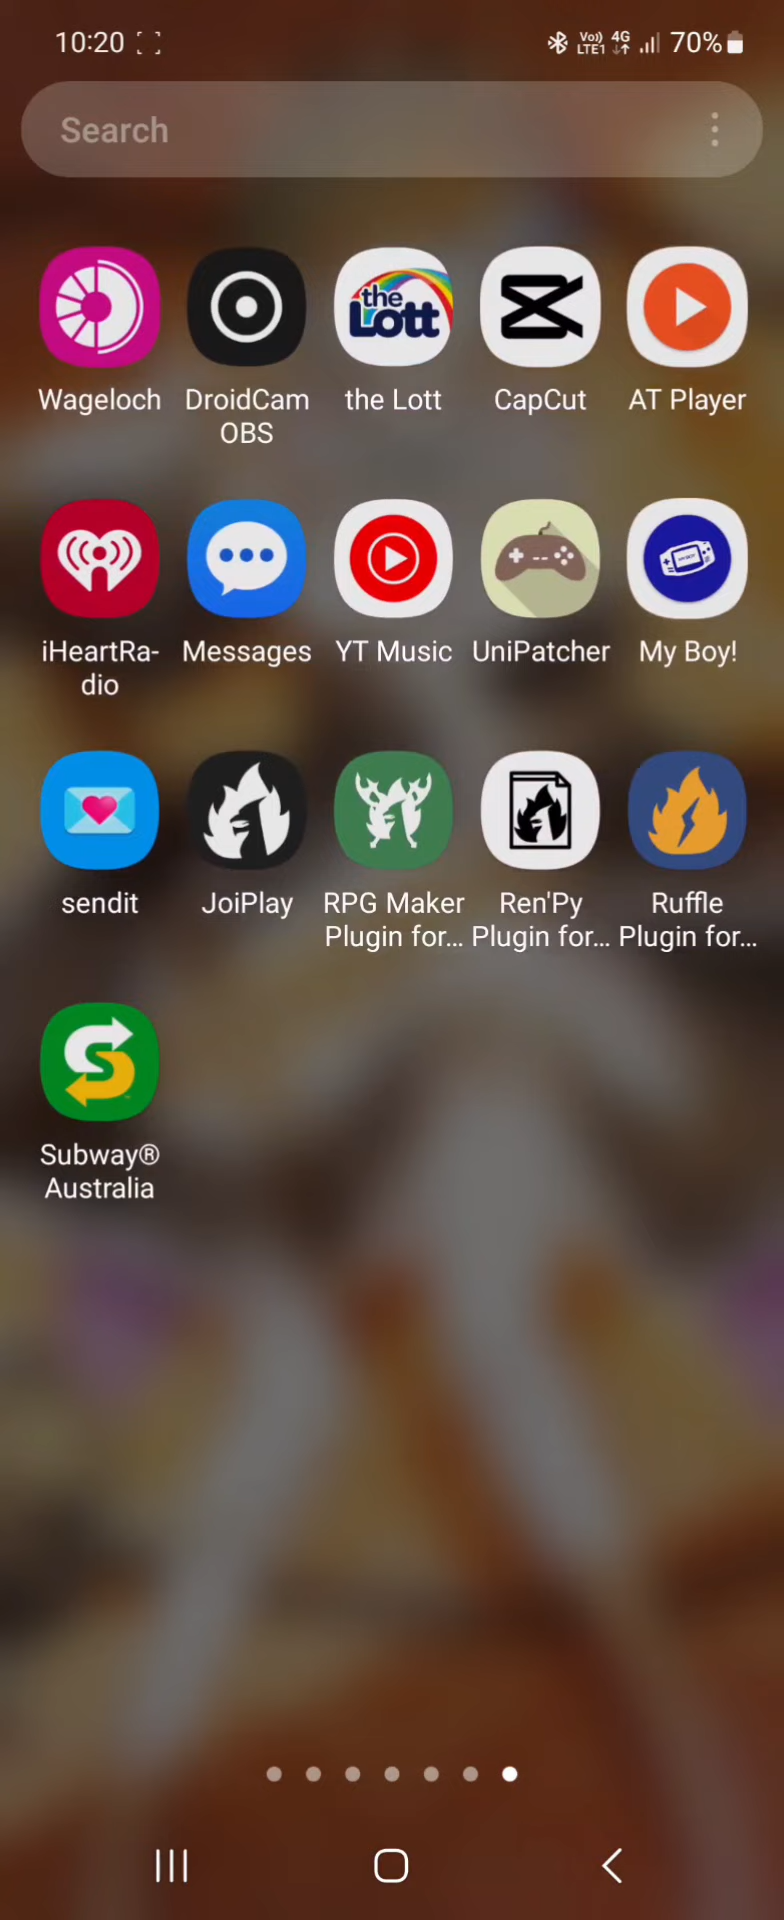 10:20
Vo)) 4G 70%
LTE1
Search
the
Lott
Wageloch DroidCam the Lott CapCut AT Player
OBS
iHeartRa- Messages YT Music UniPatcher My Boy!
dio
sendit JoiPlay RPG Maker Ren'Py Ruffle
Plugin for... Plugin for... Plugin for...
S
Subway®
Australia